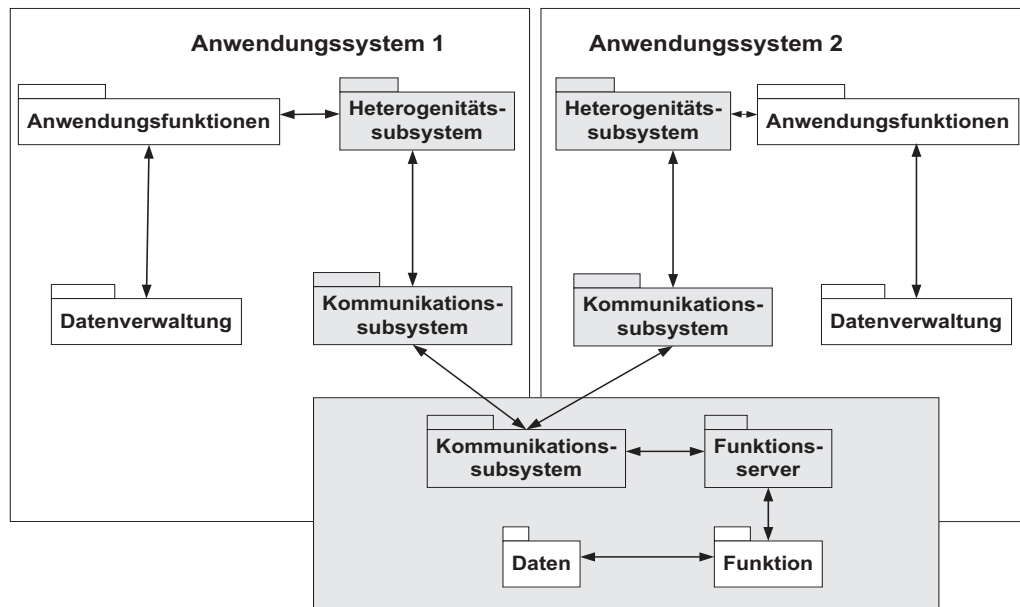 Anwendungssystem 1
Anwendungssystem 2
Anwendungsfunktionen
Heterogenitäts-
subsystem
Heterogenitäts-
subsystem
Anwendungsfunktionen
Datenverwaltung
Kommunikations-
subsystem
Kommunikations-
subsystem
Datenverwaltung
Kommunikations-
subsystem
Funktions-
server
Daten
Funktion